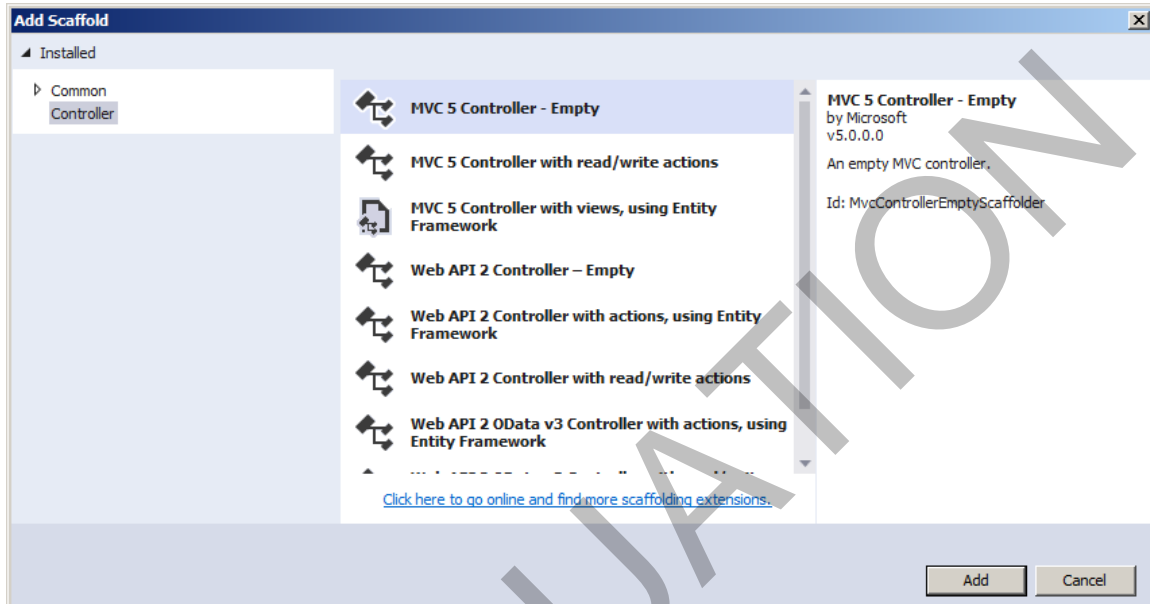 Add Scaffold
Installed
Common
Controller
MVC 5 Controller - Empty
MVC 5 Controller with read/write actions
MVC 5 Controller with views, using Entity
Framework
Web API 2 Controller – Empty
Web API 2 Controller with actions, using Entity
Framework
Web API 2 Controller with read/write actions
Web API 2 OData v3 Controller with actions, using
Entity Framework
Click here to go online and find more scaffolding extensions.
MVC 5 Controller - Empty
by Microsoft
v5.0.0.0
An empty MVC controller.
Id: MvcControllerEmptyScaffolder
Add
Cancel
UATION